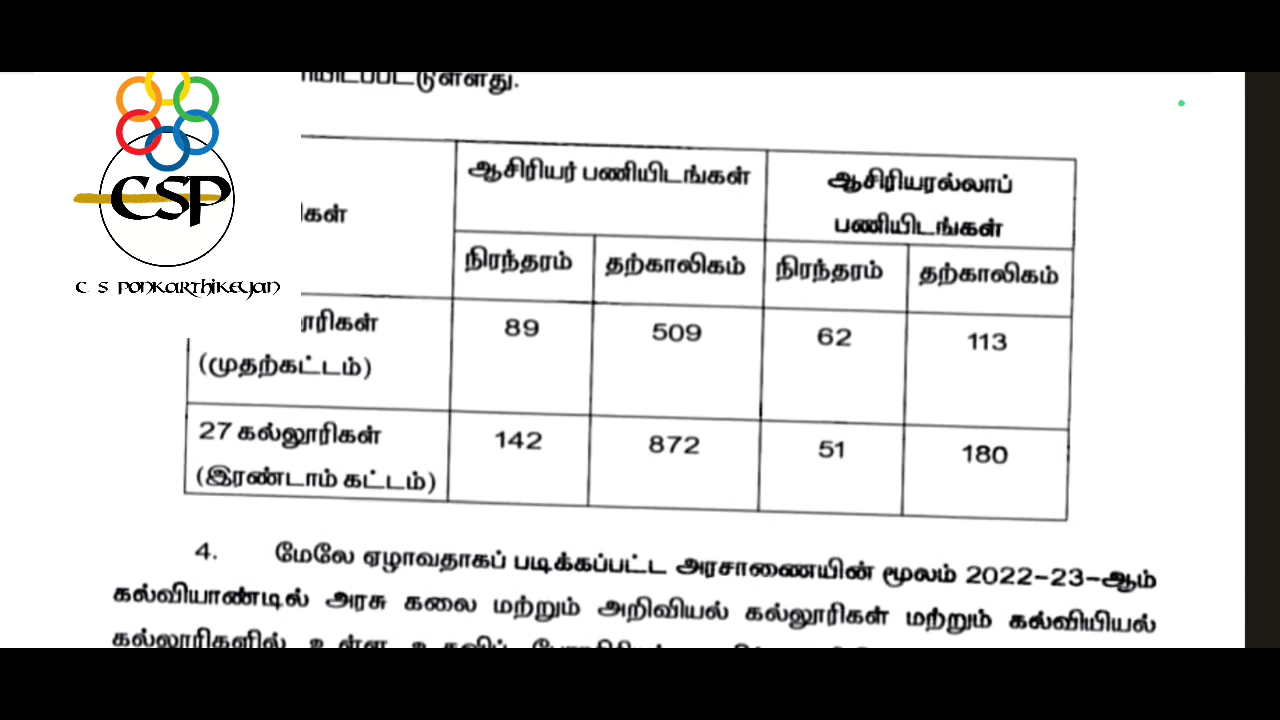 CSP
C S PONKARTHIKEYAN
ஆசிரியர் பணியிடங்கள்
ஆசிரியரல்லாப்
பணியிடங்கள்
நிரந்தரம் தற்காலிகம் நிரந்தரம் தற்காலிகம்
(முதற்கட்டம்)
89 509 62 113
27 கல்லூரிகள்
(இரண்டாம் கட்டம்)
142 872 51 180
4. மேலே ஏழாவதாகப் படிக்கப்பட்ட அரசாணையின் மூலம் 2022-23-ஆம்
கல்வியாண்டில் அரசு கலை மற்றும் அறிவியல் கல்லூரிகள் மற்றும் கல்வியியல்
கல்லூரிகளில் உள்ள